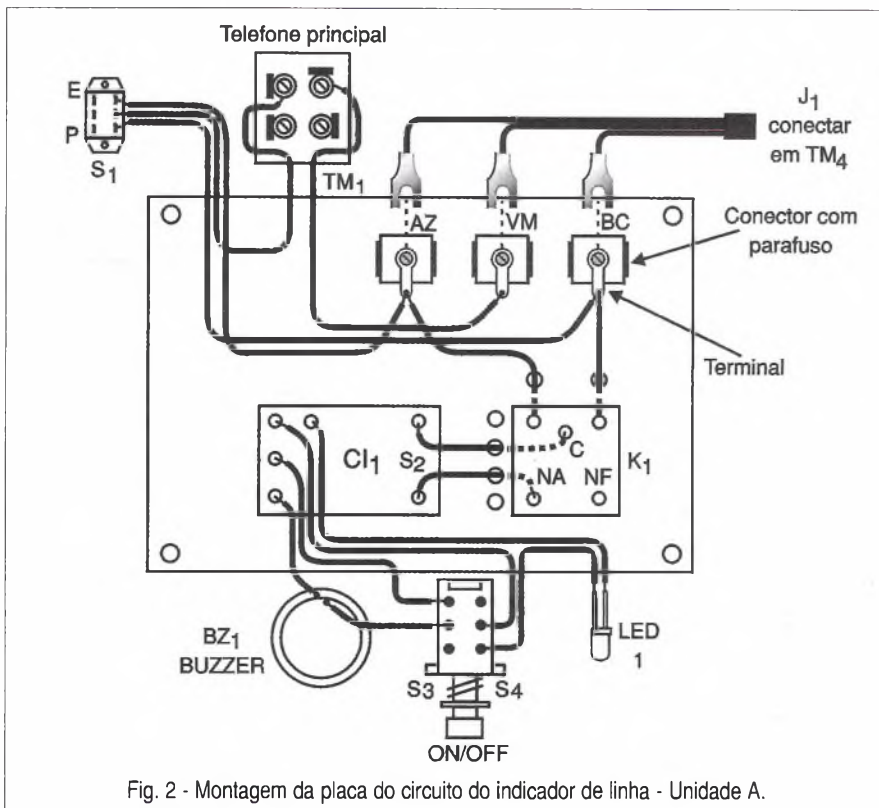 Telefone principal
E
P
S1
TM1
J1
conectar
em TM4
AZ
VM
BC
Conector com
parafuso
Terminal
CI1
S2
C
NA
NF
K1
BZ1
BUZZER
S3
S4
ON/OFF
LED
1
Fig. 2 - Montagem da placa do circuito do indicador de linha - Unidade A.